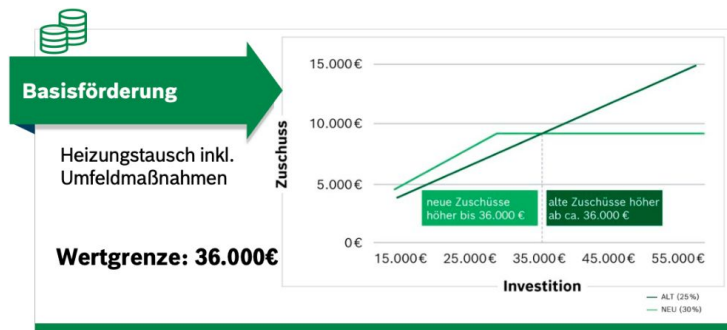 Basisförderung
Heizungstausch inkl.
Umfeldmaßnahmen
Wertgrenze: 36.000€
Zuschuss
15.000€
10.000€
5.000€
0€
neue Zuschüsse
höher bis 36.000 €
alte Zuschüsse höher
ab ca. 36.000 €
15.000€ 25.000€ 35.000€ 45.000€ 55.000€
Investition
ALT (25%)
NEU (30%)